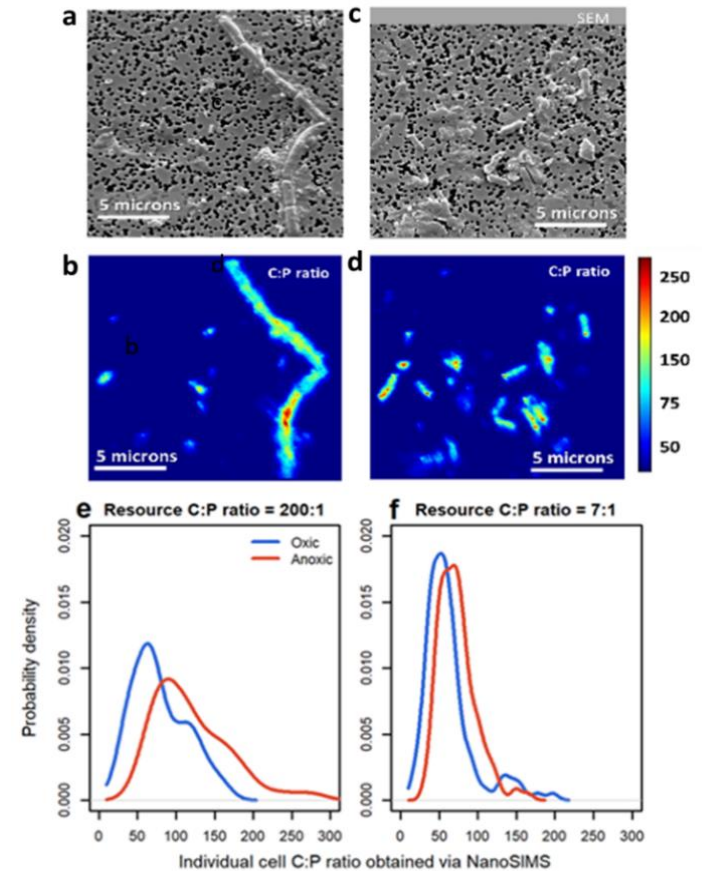 a
SEM
5 microns
c
SEM
5 microns
b
d
C:P ratio
b
5 microns
d
C:P ratio
5 microns
250
200
150
75
50
e Resource C:P ratio = 200:1
f Resource C:P ratio = 7:1
Oxic
Anoxic
Probability density
0.020
0.015
0.010
0.005
0.000
0 50 100 150 200 250 300
0.020
0.015
0.010
0.005
0.000
0 50 100 150 200 250 300
Individual cell C:P ratio obtained via NanoSIMS